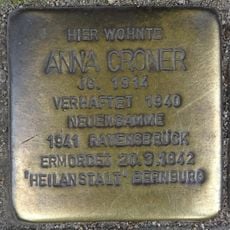 HIER WOHNTE
ANNA GRONER
JG. 1914
VERHAFTET 1940
NEUENGAMME
1941 RAVENSBRÜCK
ERMORDET 20.3.1942
"HEILANSTALT" BERNBURG